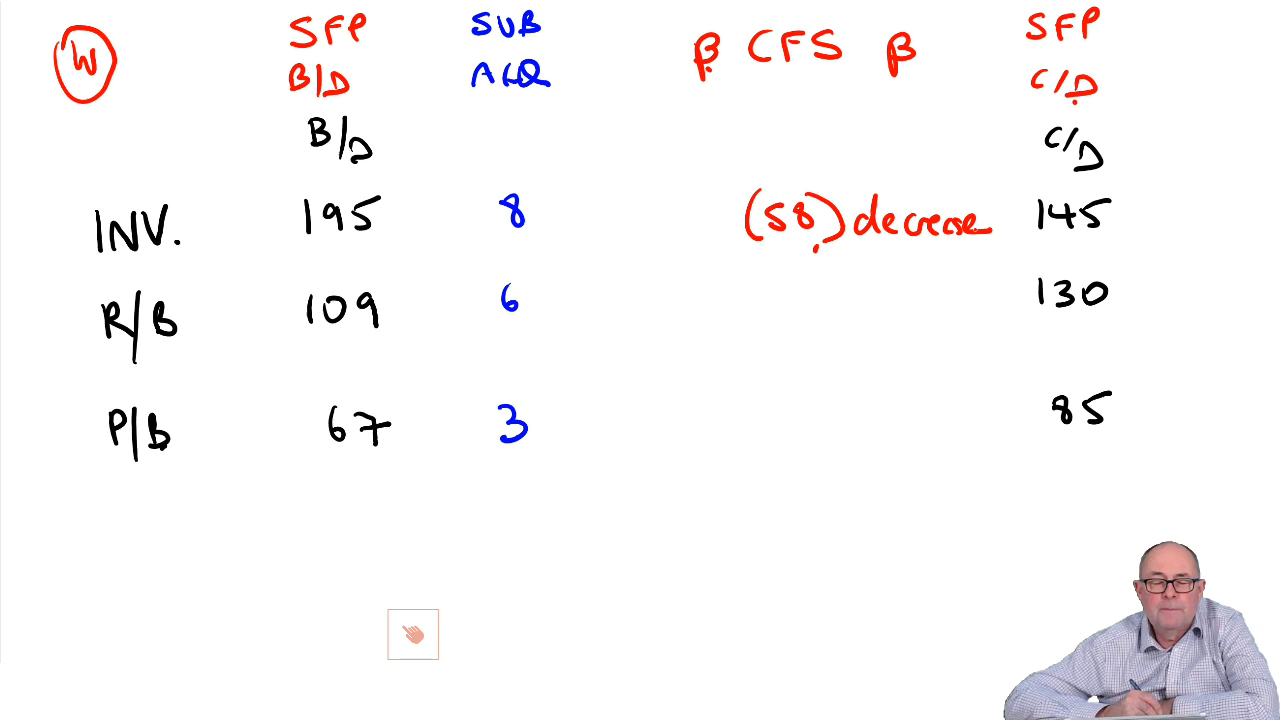 W SFP SUB β CFS β SFP
B/D ACQ C/D
B/D C/D
INV. 195 8 (58) decrease 145
R/B 109 6 130
P/B 67 3 85